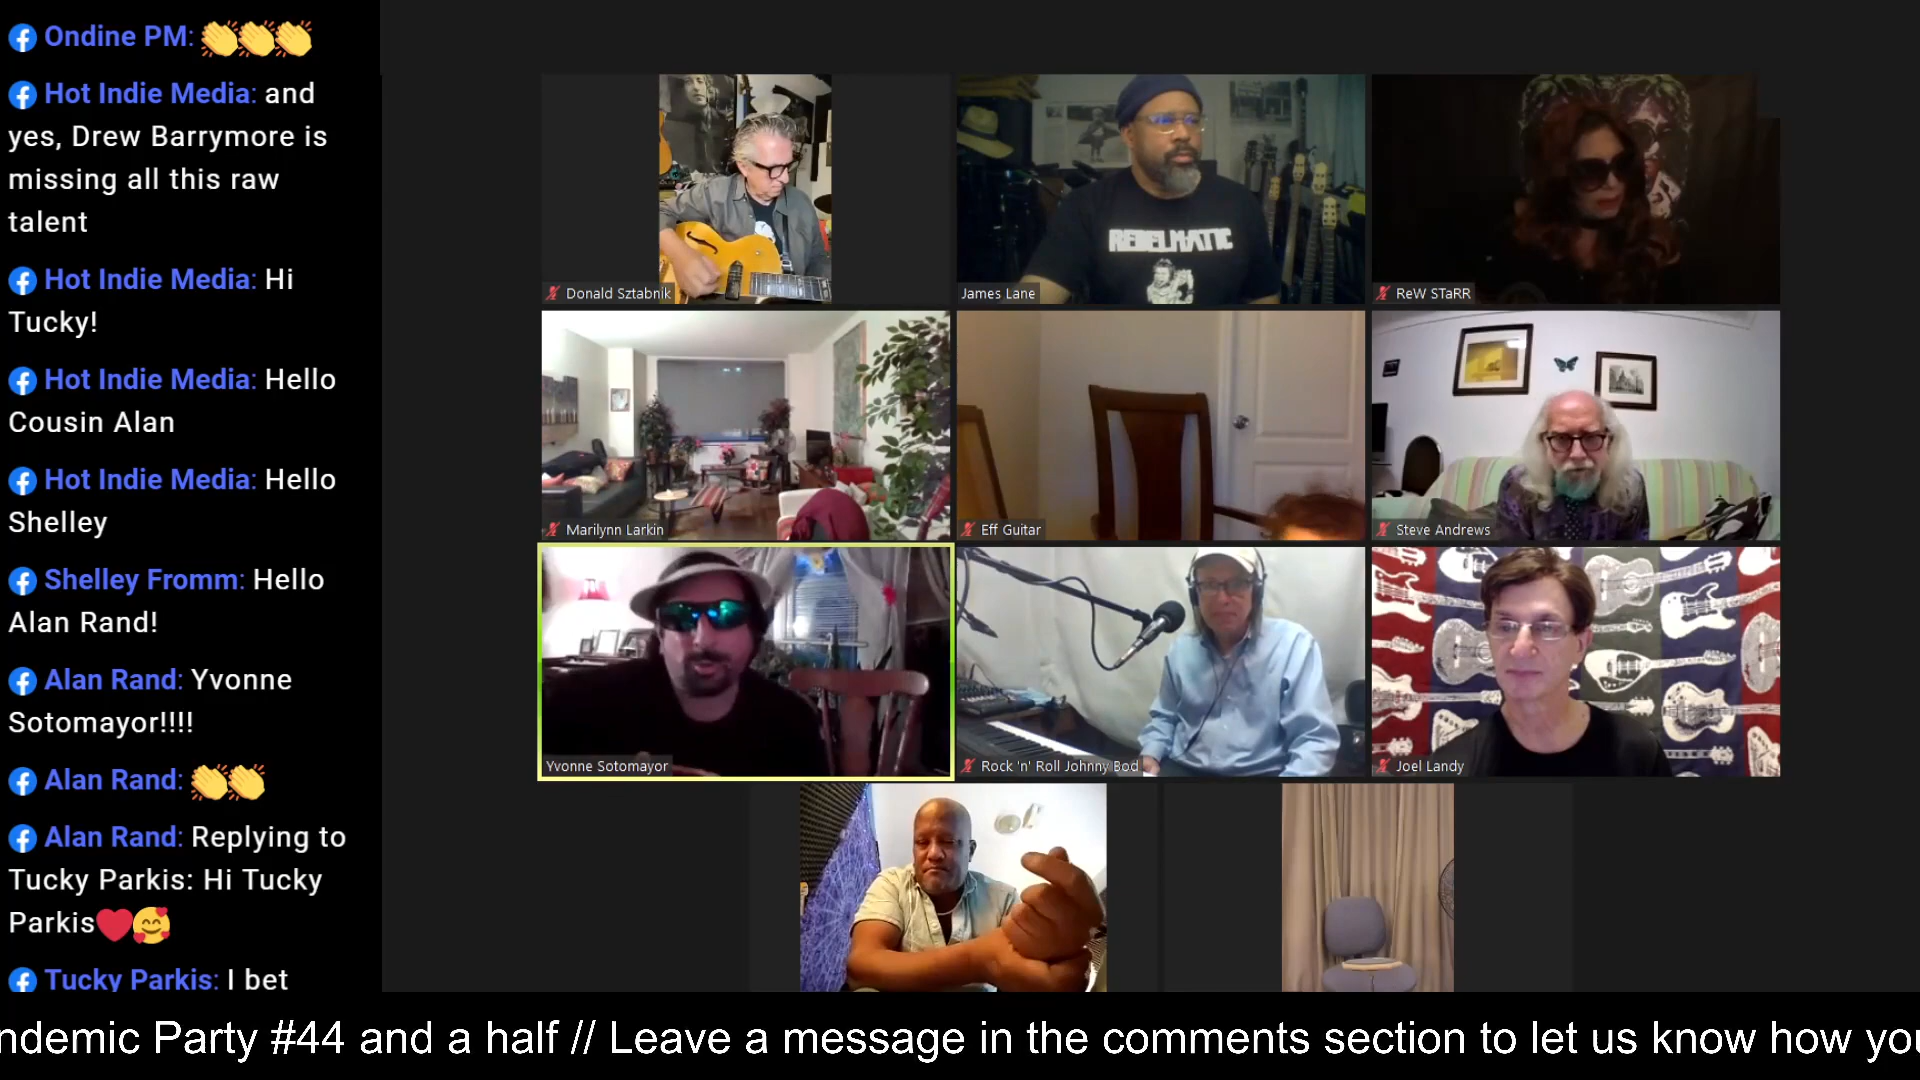 Ondine PM: 👏👏👏
Hot Indie Media: and
yes, Drew Barrymore is
missing all this raw
talent
Hot Indie Media: Hi
Tucky!
Hot Indie Media: Hello
Cousin Alan
Hot Indie Media: Hello
Shelley
Shelley Fromm: Hello
Alan Rand!
Alan Rand: Yvonne
Sotomayor!!!!
Alan Rand: 👏👏
Alan Rand: Replying to
Tucky Parkis: Hi Tucky
Parkis❤️🥰
Tucky Parkis: I bet
REBELMATIC
Donald Sztabnik
James Lane
ReW STaRR
Marilynn Larkin
Eff Guitar
Steve Andrews
Yvonne Sotomayor
Rock 'n' Roll Johnny Bod
Joel Landy
ndemic Party #44 and a half // Leave a message in the comments section to let us know how you